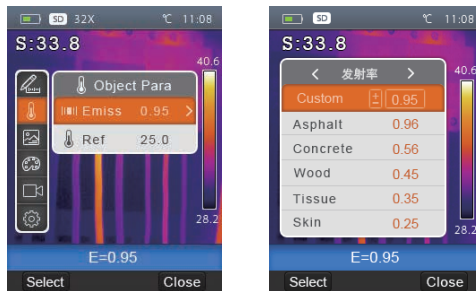 SD 32X ℃ 11:08
S:33.8
40.6
Object Para
Emiss 0.95 >
Ref 25.0
28.2
E=0.95
Select Close
SD ℃ 11:08
S:33.8
40.6
< 发射率 >
Custom ± 0.95
Asphalt 0.96
Concrete 0.56
Wood 0.45
Tissue 0.35
Skin 0.25
28.2
E=0.95
Select Close